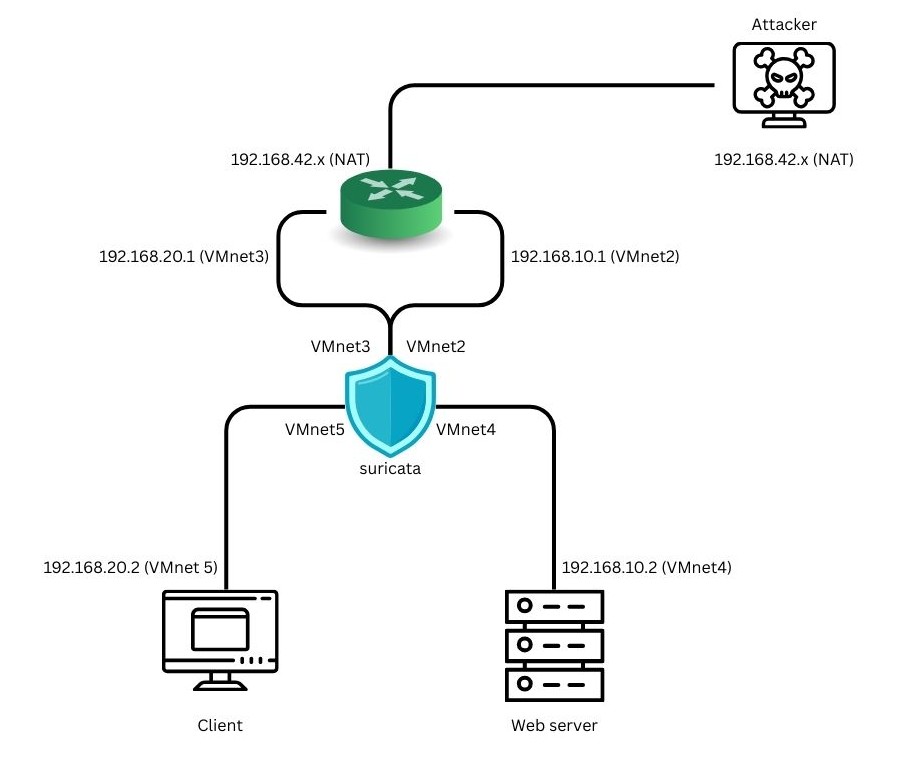 Attacker
192.168.42.x (NAT)
192.168.42.x (NAT)
192.168.20.1 (VMnet3)
192.168.10.1 (VMnet2)
VMnet3
VMnet2
VMnet5
VMnet4
suricata
192.168.20.2 (VMnet 5)
192.168.10.2 (VMnet4)
Client
Web server